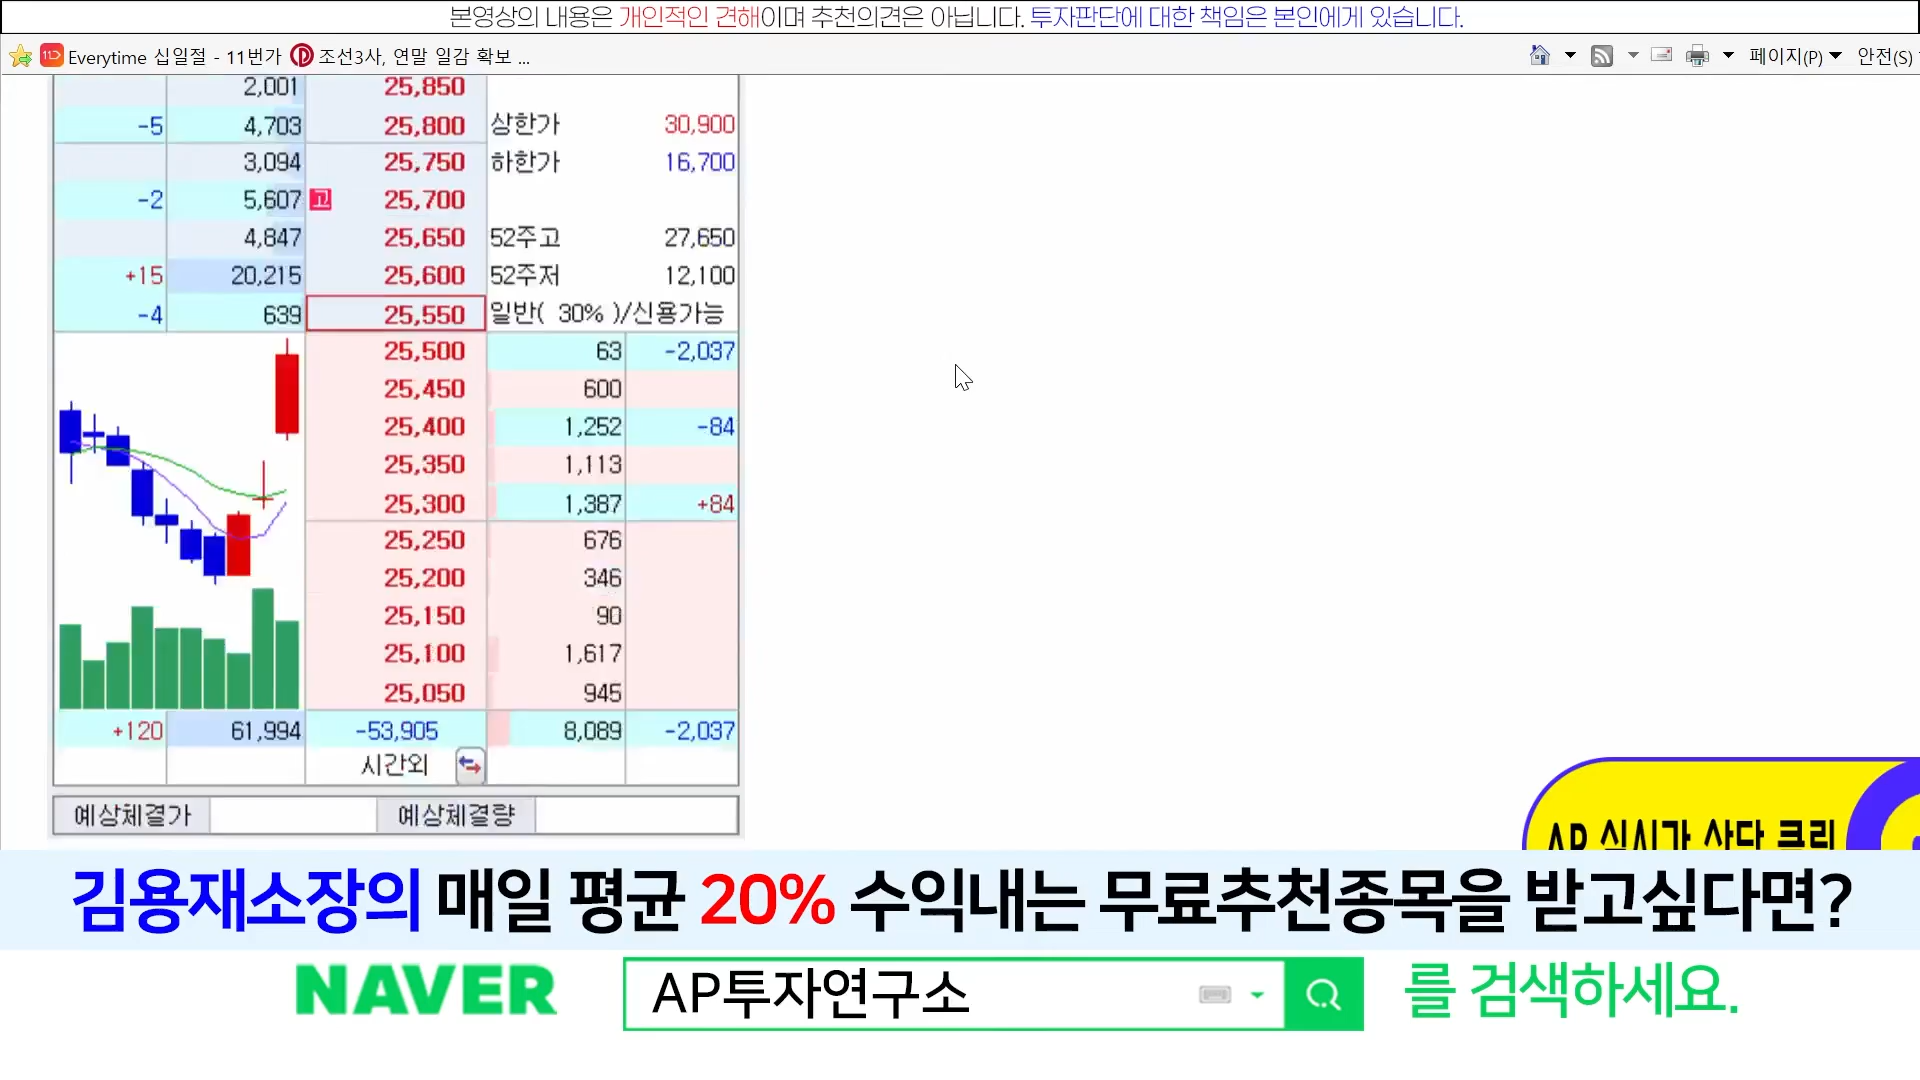 본영상의 내용은 개인적인 견해이며 추천의견은 아닙니다. 투자판단에 대한 책임은 본인에게 있습니다.
Everytime 십일절 - 11번가 조선3사, 연말 일감 확보 ... 페이지(P) 안전(S)
2,001 25,850
-5 4,703 25,800 상한가 30,900
3,094 25,750 하한가 16,700
-2 5,607 고 25,700
4,847 25,650 52주고 27,650
+15 20,215 25,600 52주저 12,100
-4 639 25,550 일반( 30% )/신용가능
25,500 63 -2,037
25,450 600
25,400 1,252 -84
25,350 1,113
25,300 1,387 +84
25,250 676
25,200 346
25,150 90
25,100 1,617
25,050 945
+120 61,994 -53,905 8,089 -2,037
시간외
예상체결가 예상체결량
AP 실시간 상담 클릭
김용재소장의 매일 평균 20% 수익내는 무료추천종목을 받고싶다면?
NAVER AP투자연구소 를 검색하세요.